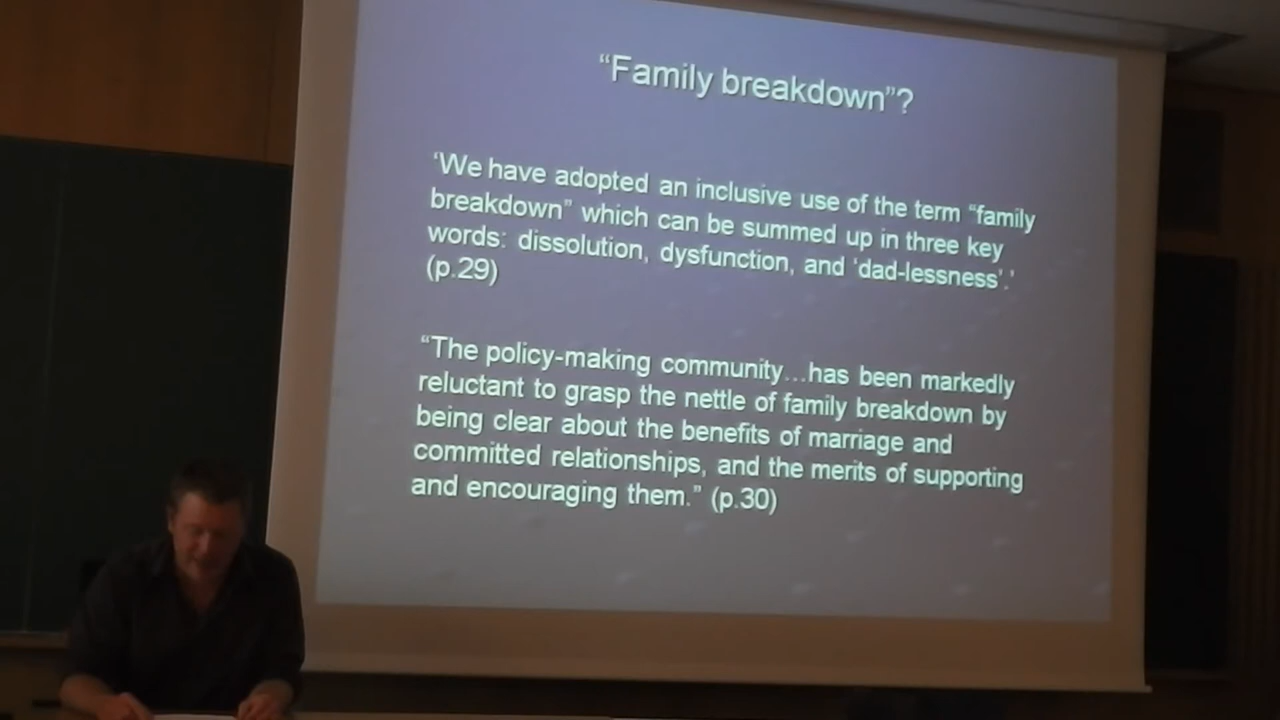 “Family breakdown”?
‘We have adopted an inclusive use of the term “family
breakdown” which can be summed up in three key
words: dissolution, dysfunction, and ‘dad-lessness’.’
(p.29)
“The policy-making community...has been markedly
reluctant to grasp the nettle of family breakdown by
being clear about the benefits of marriage and
committed relationships, and the merits of supporting
and encouraging them.” (p.30)